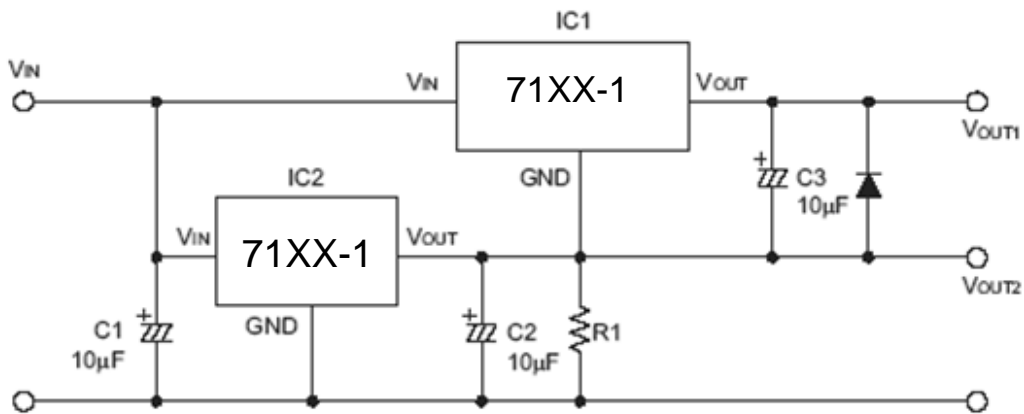 IC1
VIN
VIN
71XX-1
VOUT
VOUT1
GND
+
C3
10µF
IC2
VIN
71XX-1
VOUT
VOUT2
GND
+
C1
10µF
+
C2
10µF
R1